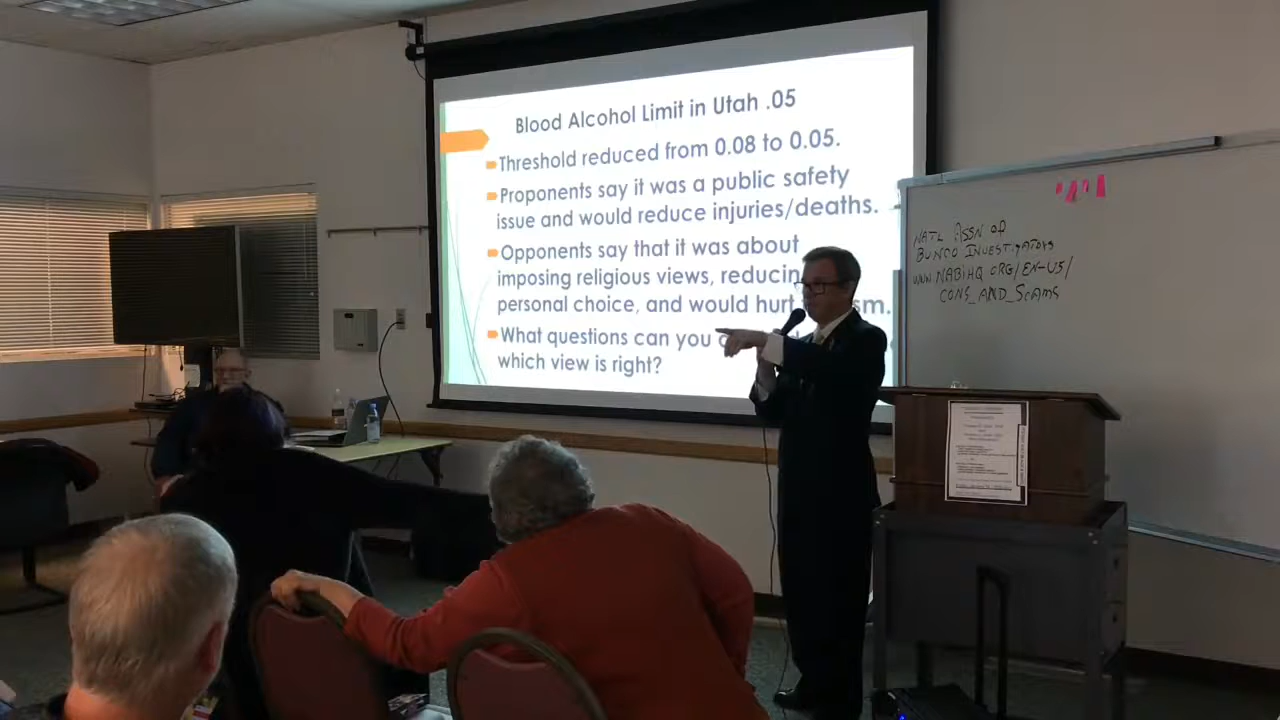 Blood Alcohol Limit in Utah .05
Threshold reduced from 0.08 to 0.05.
Proponents say it was a public safety
issue and would reduce injuries/deaths.
Opponents say that it was about
imposing religious views, reducin
personal choice, and would hurt sm.
What questions can you
which view is right?
NATL ASSN OF
BUNCO INVESTIGATORS
WWW.NABIHQ.ORG/EN-US/
CONS_AND_SCAMS